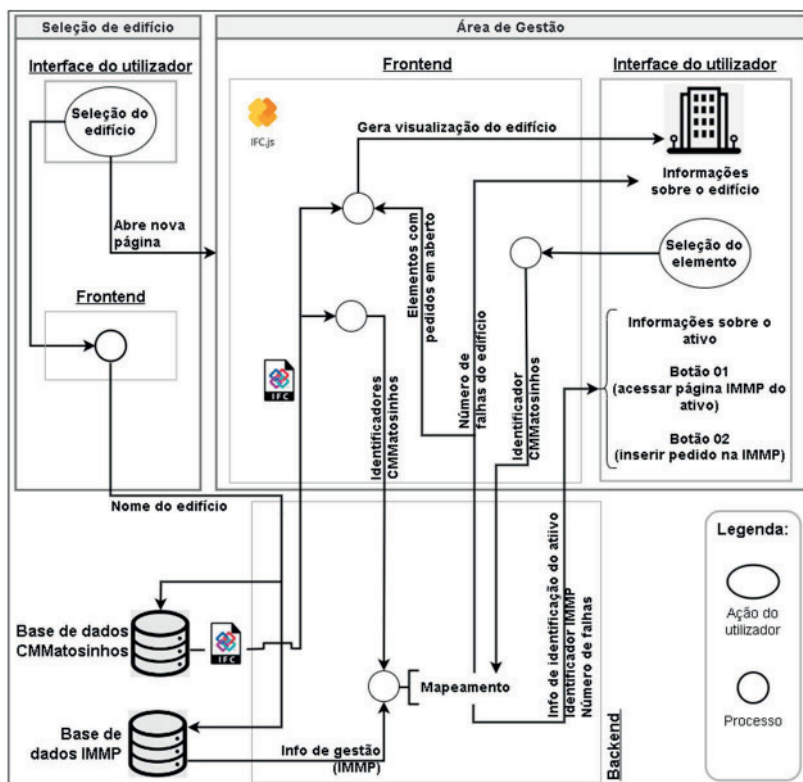 Seleção de edifício
Interface do utilizador
Seleção do
edifício
Abre nova
página
Frontend
Nome do edifício
Área de Gestão
Frontend
IFC.js
Gera visualização do edifício
Elementos com
pedidos em aberto
Número de
falhas do edifício
Identificador
CMMatosinhos
IFC
Identificadores
CMMatosinhos
Interface do utilizador
Informações
sobre o edifício
Seleção do
elemento
Informações sobre o
ativo
Botão 01
(acessar página IMMP do
ativo)
Botão 02
(inserir pedido na IMMP)
Base de dados
CMMatosinhos
IFC
Base de
dados IMMP
Info de gestão
(IMMP)
Mapeamento
Info de identificação do atiivo
Identificador IMMP
Número de falhas
Backend
Legenda:
Ação do
utilizador
Processo